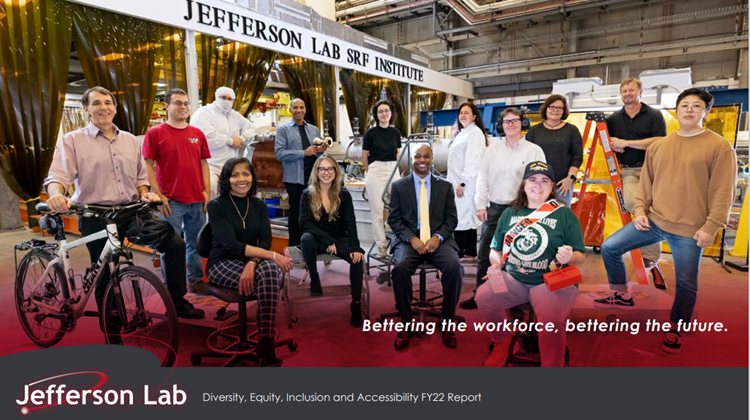 JEFFERSON LAB SRF INSTITUTE
Bettering the workforce, bettering the future.
Jefferson Lab
Diversity, Equity, Inclusion and Accessibility FY22 Report